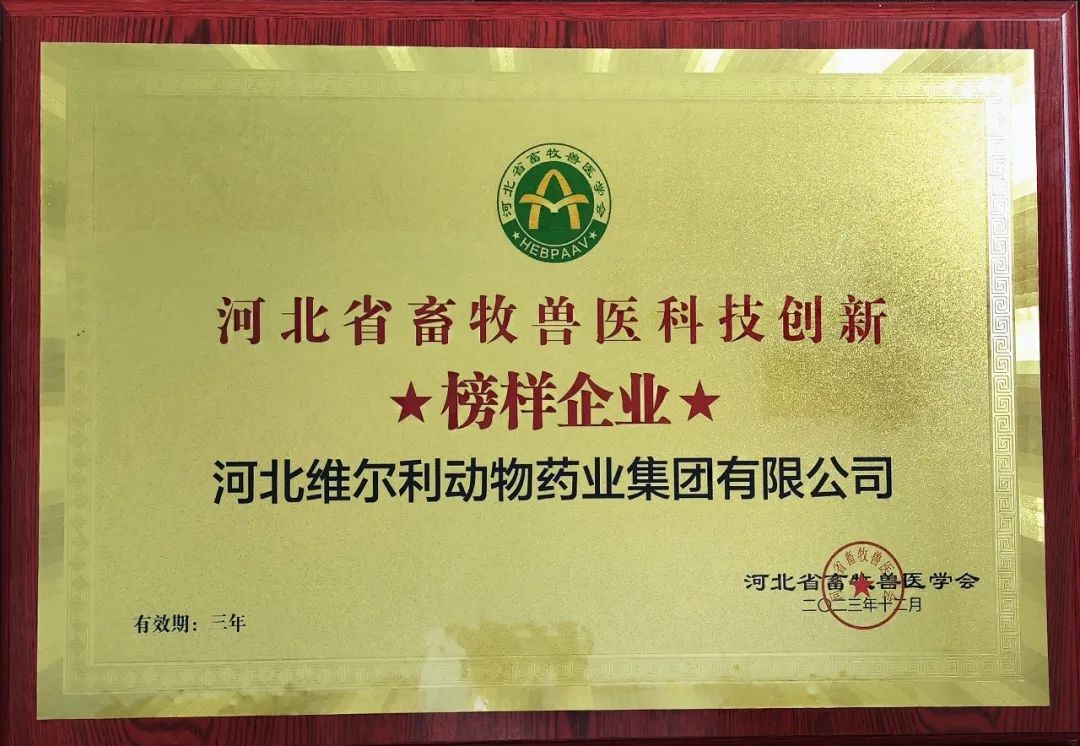 河北省畜牧兽医学会
HEBPAAV
河北省畜牧兽医科技创新
★榜样企业★
河北维尔利动物药业集团有限公司
河北省畜牧兽医学会
二〇二三年十二月
有效期：三年